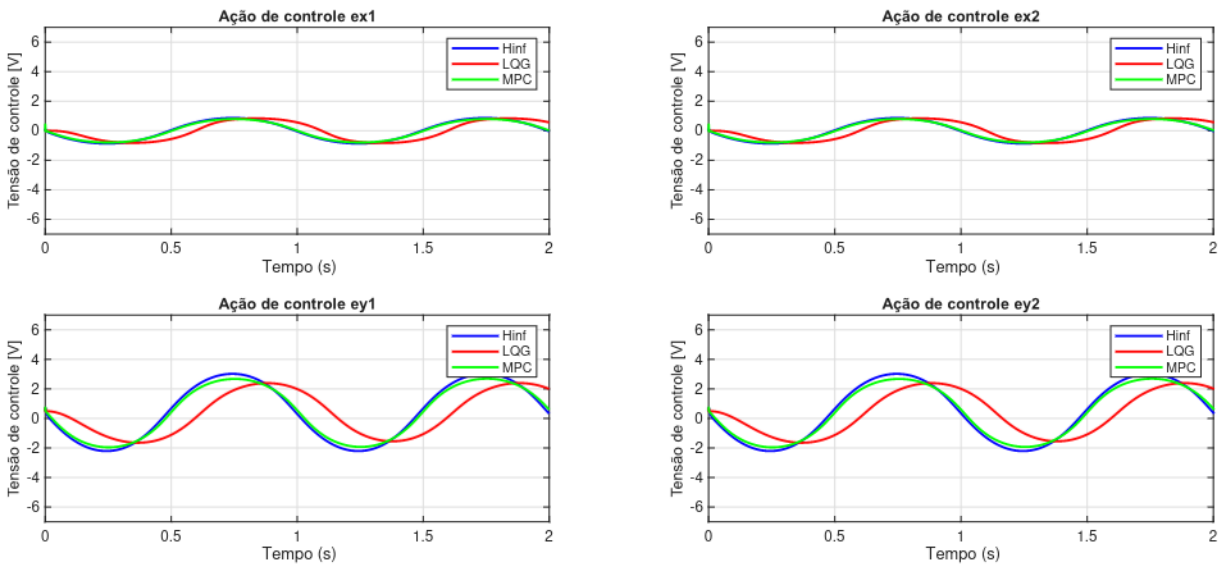 Ação de controle ex1
Tensão de controle [V]
6
4
2
0
-2
-4
-6
Hinf
LQG
MPC
0
0.5
1
1.5
2
Tempo (s)
Ação de controle ex2
Tensão de controle [V]
6
4
2
0
-2
-4
-6
Hinf
LQG
MPC
0
0.5
1
1.5
2
Tempo (s)
Ação de controle ey1
Tensão de controle [V]
6
4
2
0
-2
-4
-6
Hinf
LQG
MPC
0
0.5
1
1.5
2
Tempo (s)
Ação de controle ey2
Tensão de controle [V]
6
4
2
0
-2
-4
-6
Hinf
LQG
MPC
0
0.5
1
1.5
2
Tempo (s)